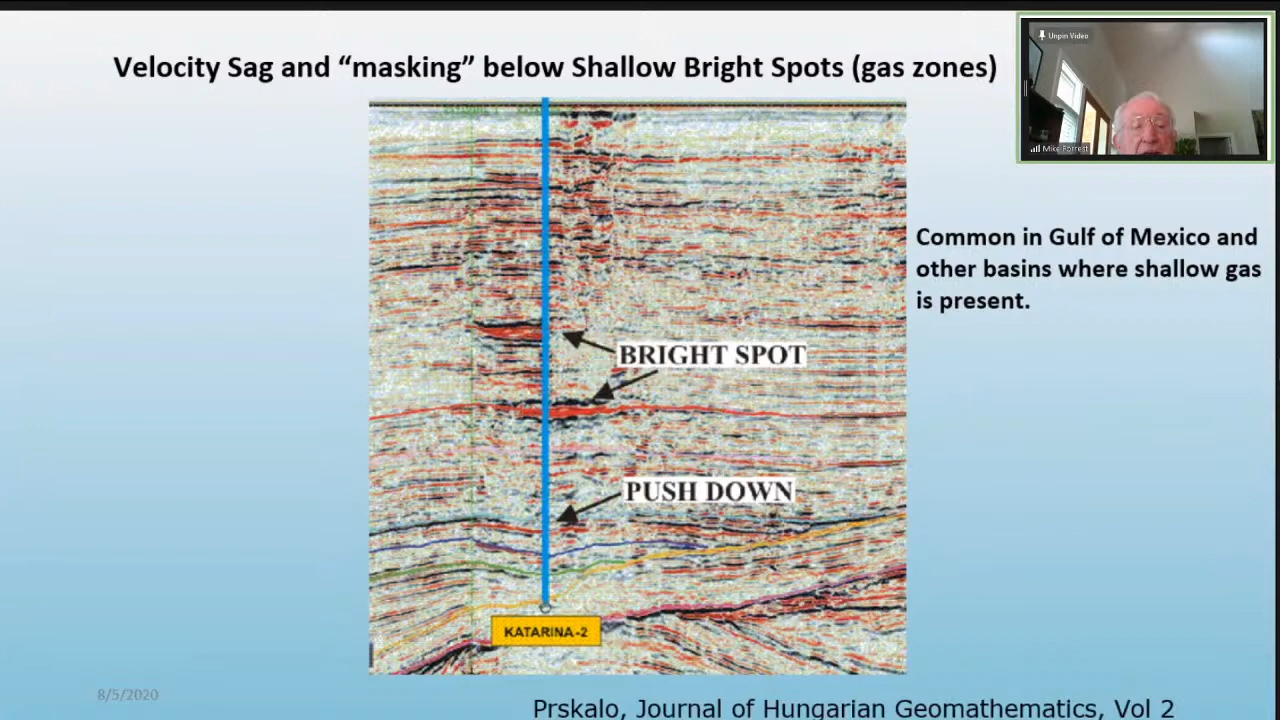 Velocity Sag and “masking” below Shallow Bright Spots (gas zones)
Unpin Video
Mike Forrest
Common in Gulf of Mexico and
other basins where shallow gas
is present.
BRIGHT SPOT
PUSH DOWN
KATARINA-2
8/5/2020
Prskalo, Journal of Hungarian Geomathematics, Vol 2